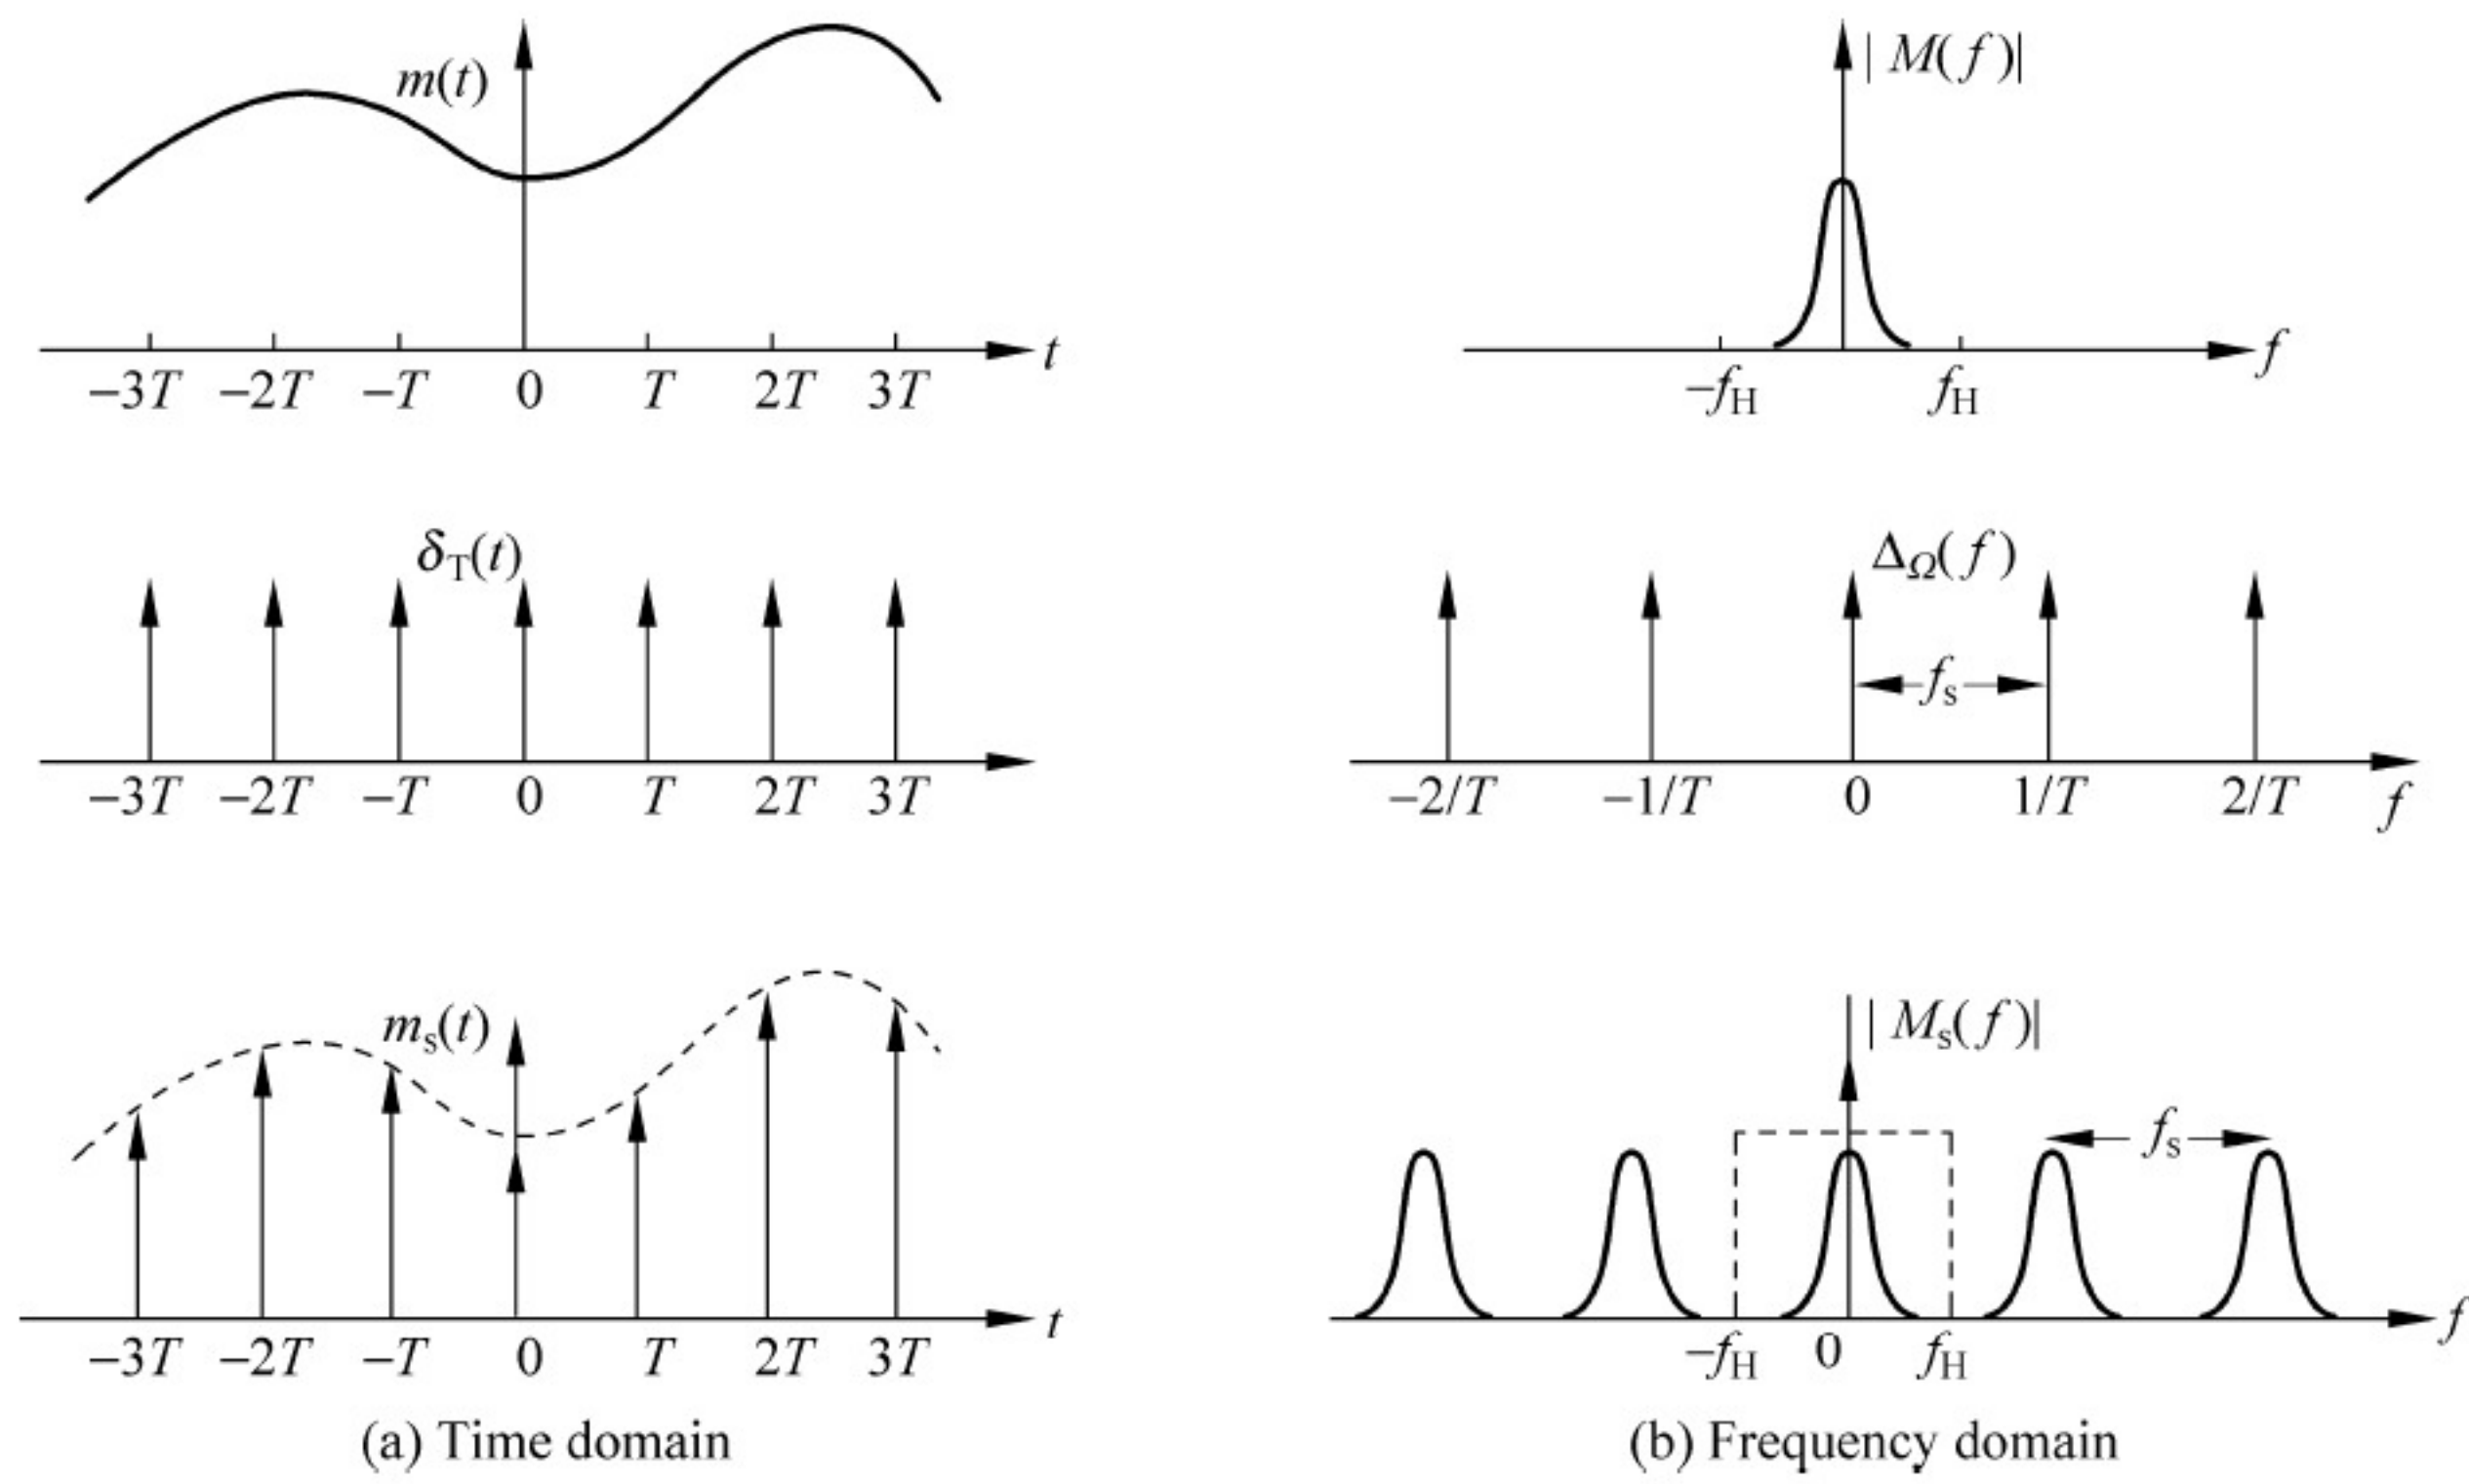 m(t)
t
–3T –2T –T 0 T 2T 3T
| M(f)|
f
–fH fH
δT(t)
–3T –2T –T 0 T 2T 3T
ΔΩ(f)
fs
–2/T –1/T 0 1/T 2/T f
ms(t)
t
–3T –2T –T 0 T 2T 3T
| Ms(f)|
fs
f
–fH 0 fH
(a) Time domain
(b) Frequency domain